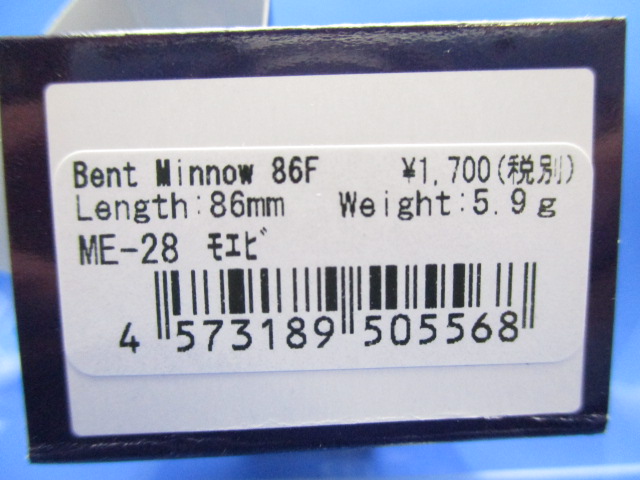 Bent Minnow 86F ¥1,700(税別)
Length:86mm Weight:5.9g
ME-28 ﾓｴﾋﾞ
4 573189 505568